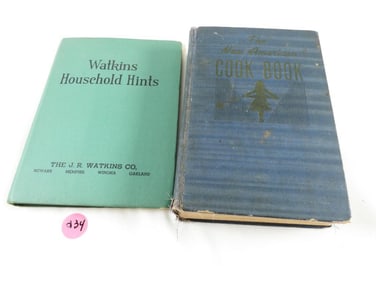 Watkins
Household Hints
THE J. R. WATKINS CO.
NEWARK MEMPHIS WINONA OAKLAND
The
New American
COOK BOOK
234